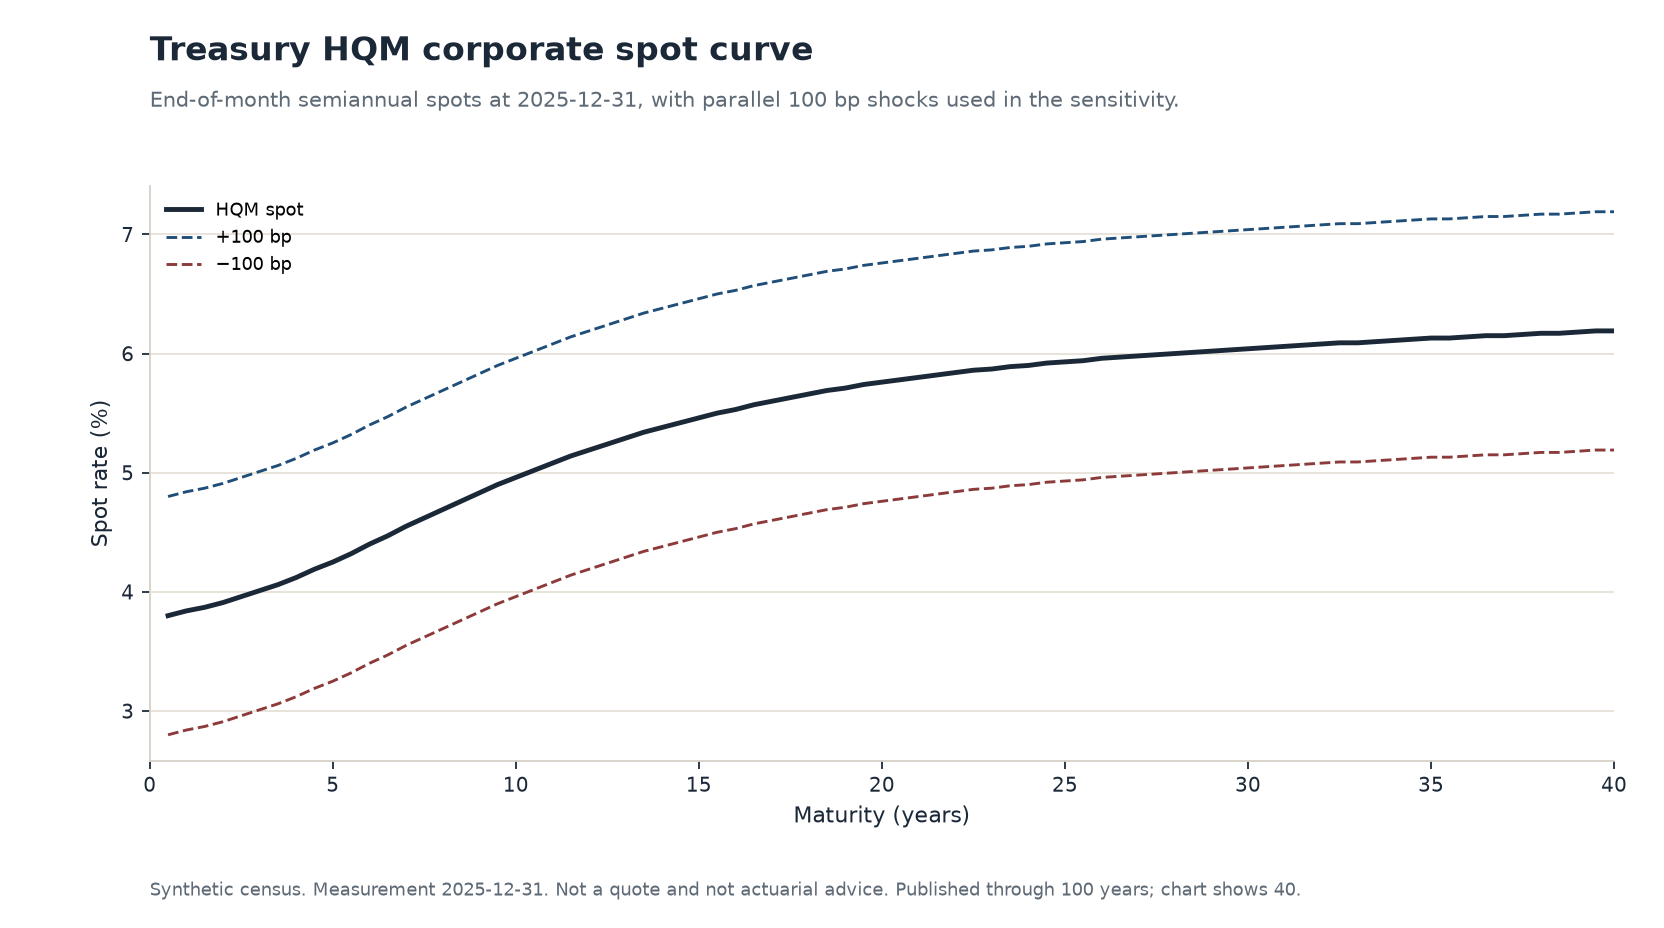 Treasury HQM corporate spot curve
End-of-month semiannual spots at 2025-12-31, with parallel 100 bp shocks used in the sensitivity.
HQM spot
+100 bp
−100 bp
7
6
5
4
3
Spot rate (%)
0 5 10 15 20 25 30 35 40
Maturity (years)
Synthetic census. Measurement 2025-12-31. Not a quote and not actuarial advice. Published through 100 years; chart shows 40.